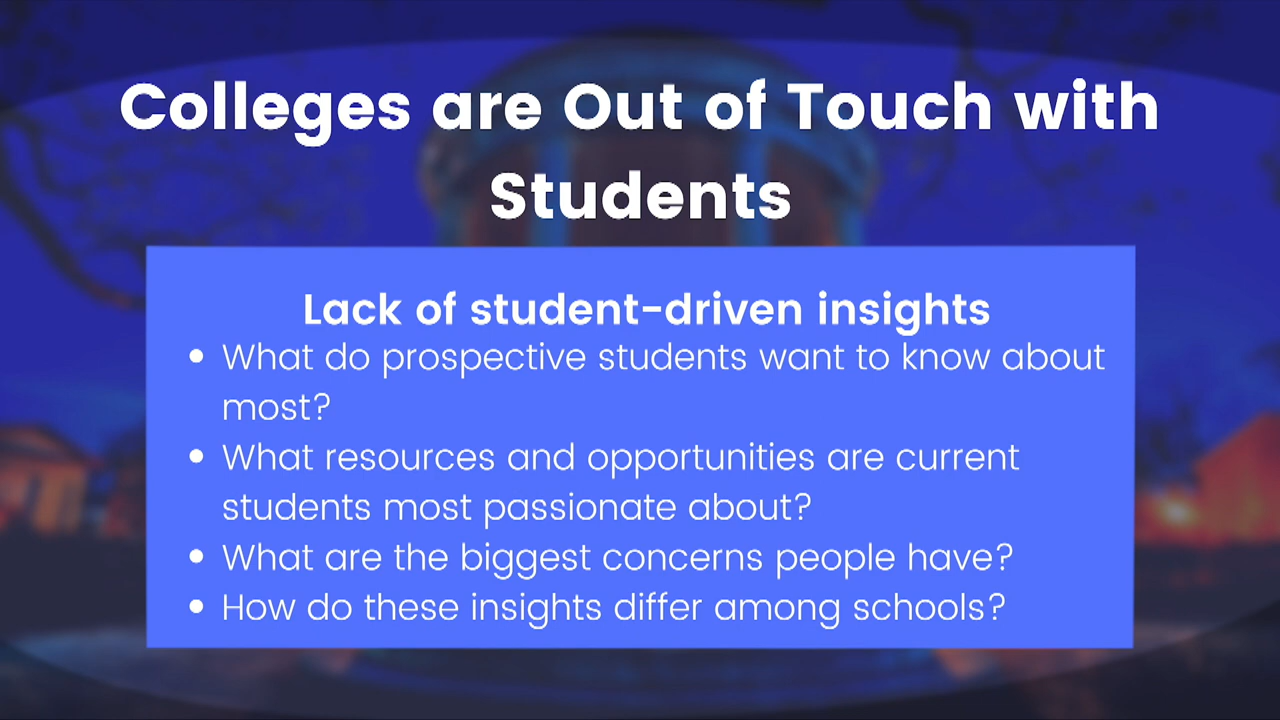 Colleges are Out of Touch with
Students
Lack of student-driven insights
• What do prospective students want to know about
most?
• What resources and opportunities are current
students most passionate about?
• What are the biggest concerns people have?
• How do these insights differ among schools?